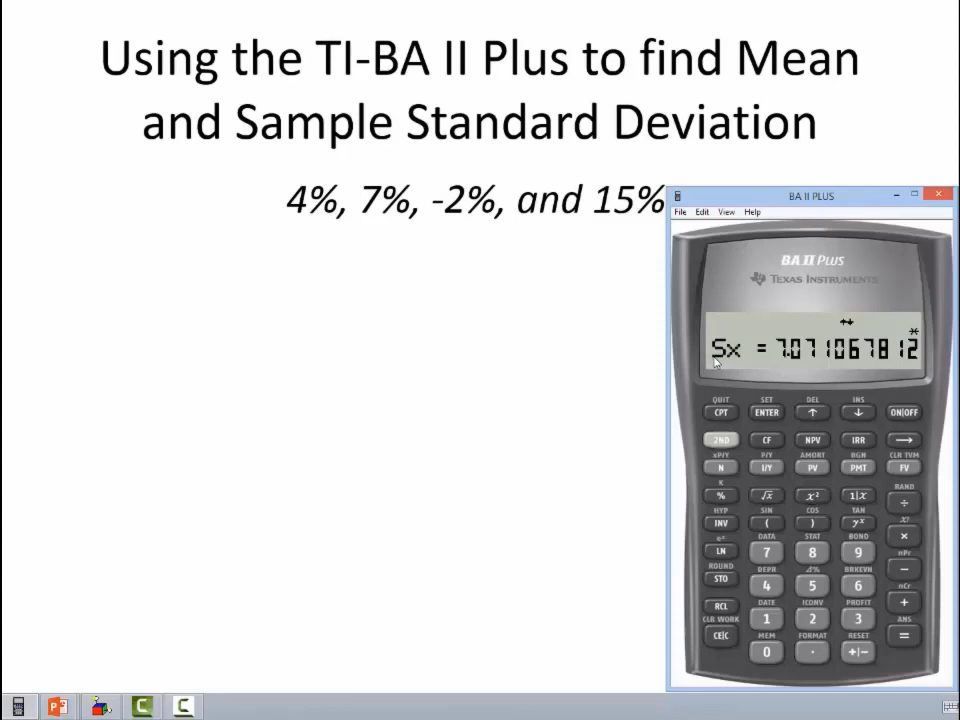 Using the TI-BA II Plus to find Mean
and Sample Standard Deviation
4%, 7%, -2%, and 15%
BA II PLUS
File Edit View Help
BA II PLUS
TEXAS INSTRUMENTS
Sx = 7.071067812
QUIT SET DEL INS
CPT ENTER ↑ ↓ ON|OFF
2ND CF NPV IRR →
xP/Y P/Y AMORT BGN CLR TVM
N I/Y PV PMT FV
K RAND
% √x x² 1|X ÷
HYP SIN COS TAN X!
INV ( ) yˣ ×
eˣ DATA STAT BOND nPr
LN 7 8 9 −
ROUND DEPR Δ% BRKEVN nCr
STO 4 5 6 +
DATE ICONV PROFIT ANS
RCL 1 2 3 =
CLR WORK MEM FORMAT RESET
CE|C 0 . +|−